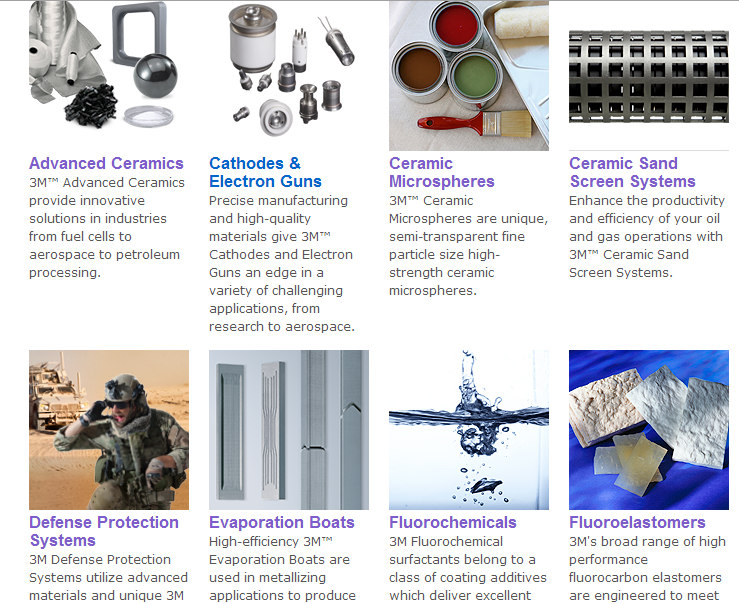 Advanced Ceramics
3M™ Advanced Ceramics
provide innovative
solutions in industries
from fuel cells to
aerospace to petroleum
processing.
Cathodes &
Electron Guns
Precise manufacturing
and high-quality
materials give 3M™
Cathodes and Electron
Guns an edge in a
variety of challenging
applications, from
research to aerospace.
Ceramic
Microspheres
3M™ Ceramic
Microspheres are unique,
semi-transparent fine
particle size high-
strength ceramic
microspheres.
Ceramic Sand
Screen Systems
Enhance the productivity
and efficiency of your oil
and gas operations with
3M™ Ceramic Sand
Screen Systems.
Defense Protection
Systems
3M Defense Protection
Systems utilize advanced
materials and unique 3M
Evaporation Boats
High-efficiency 3M™
Evaporation Boats are
used in metallizing
applications to produce
Fluorochemicals
3M Fluorochemical
surfactants belong to a
class of coating additives
which deliver excellent
Fluoroelastomers
3M's broad range of high
performance
fluorocarbon elastomers
are engineered to meet